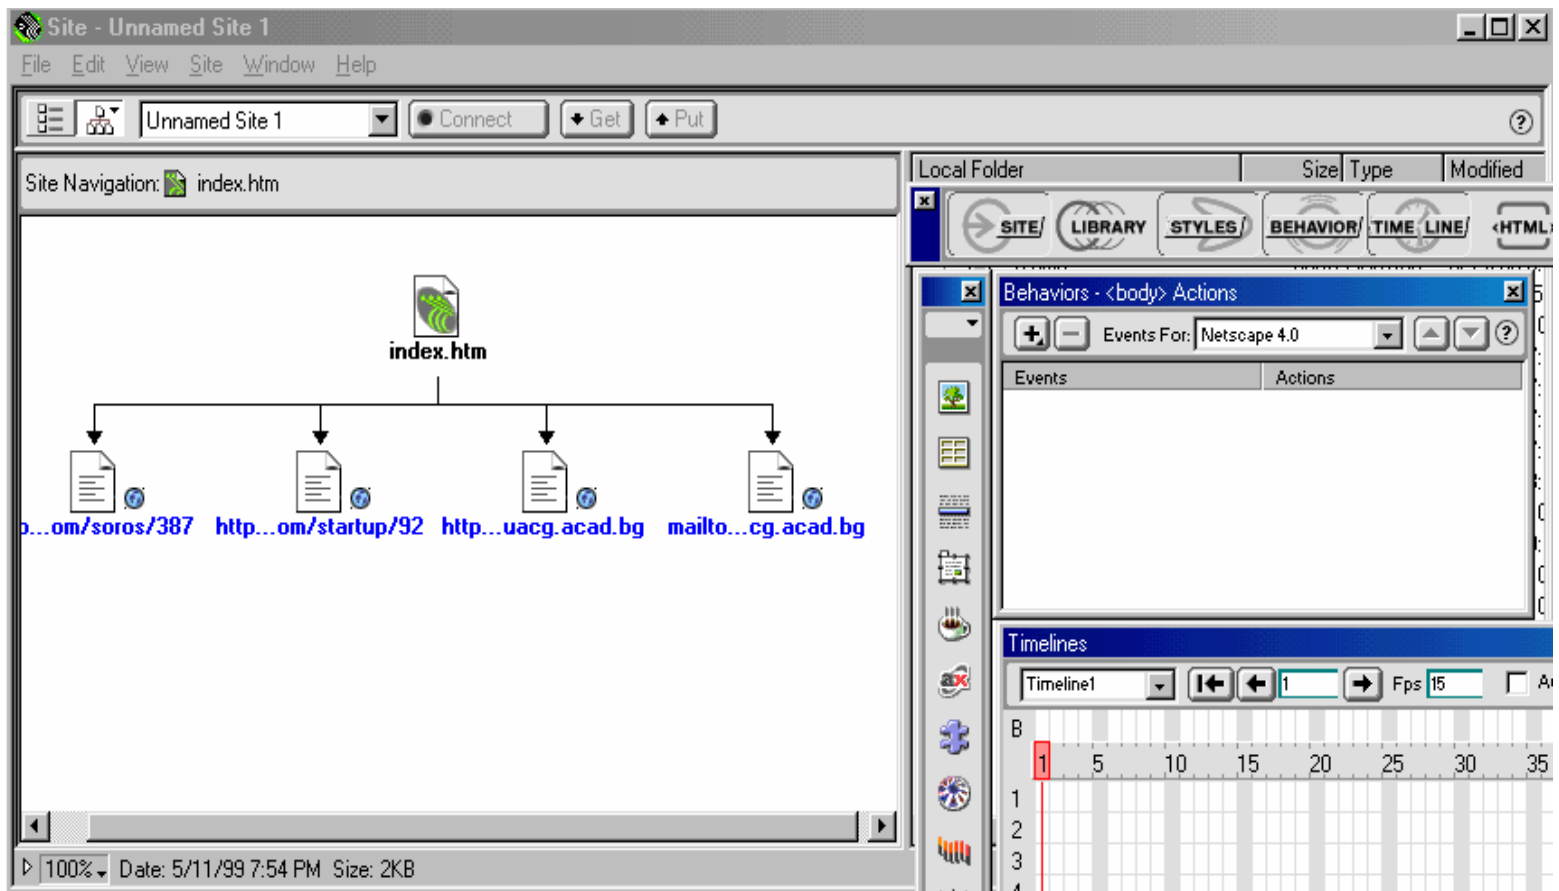 Site - Unnamed Site 1
File Edit View Site Window Help
Unnamed Site 1 Connect Get Put
Site Navigation: index.htm
Local Folder Size Type Modified
SITE LIBRARY STYLES BEHAVIOR TIME LINE <HTML>
index.htm
...om/soros/387 http...om/startup/92 http...uacg.acad.bg mailto...cg.acad.bg
100% Date: 5/11/99 7:54 PM Size: 2KB
Behaviors - <body> Actions
+ - Events For: Netscape 4.0
Events Actions
Timelines
Timeline1 1 Fps 15
B
1 5 10 15 20 25 30 35
1
2
3